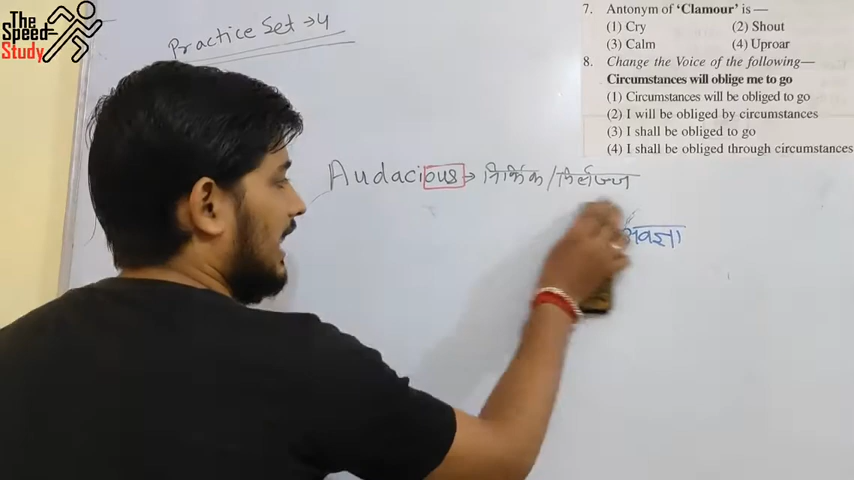 The
Speed
Study
Practice Set → 4
7. Antonym of 'Clamour' is —
(1) Cry (2) Shout
(3) Calm (4) Uproar
8. Change the Voice of the following—
Circumstances will oblige me to go
(1) Circumstances will be obliged to go
(2) I will be obliged by circumstances
(3) I shall be obliged to go
(4) I shall be obliged through circumstances
Audacious → निर्भिक / निर्लज्ज